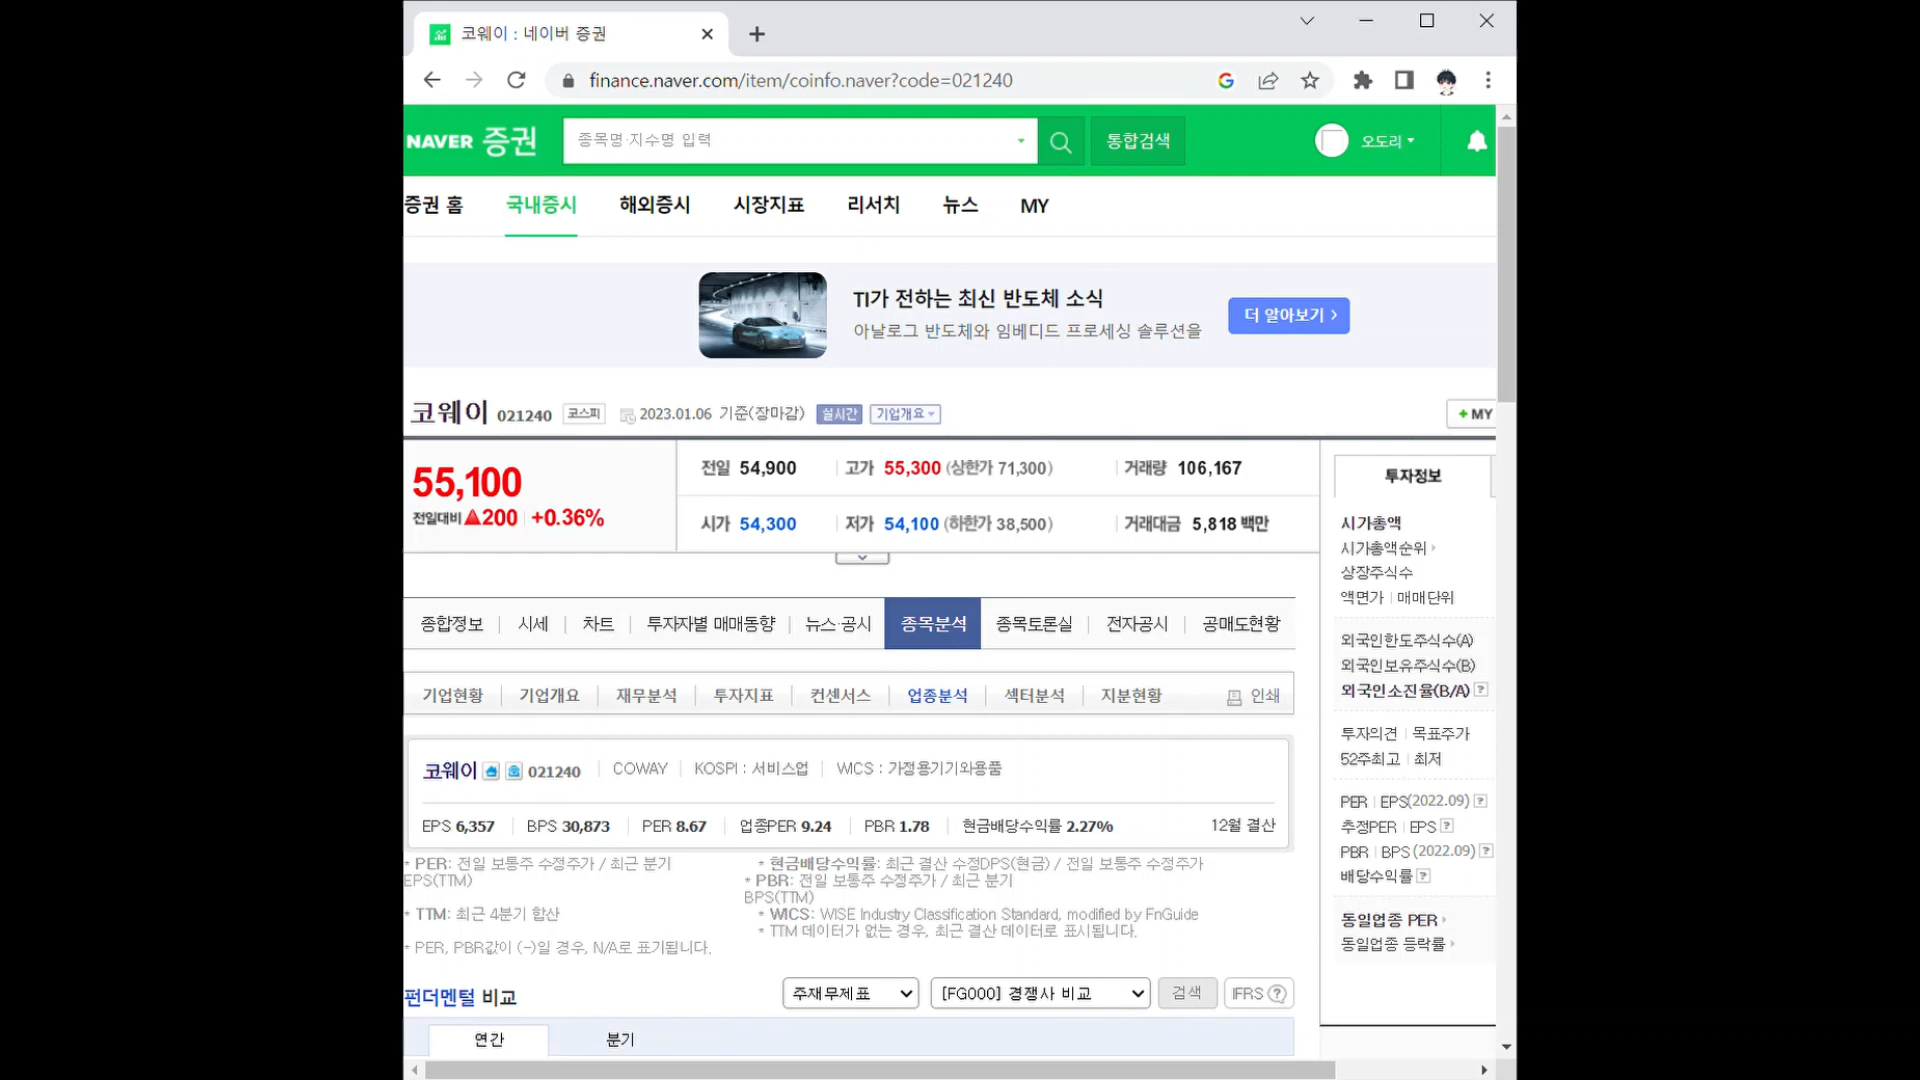 코웨이 : 네이버 증권
finance.naver.com/item/coinfo.naver?code=021240
NAVER 증권
종목명·지수명 입력
통합검색
오도리
증권 홈 국내증시 해외증시 시장지표 리서치 뉴스 MY
TI가 전하는 최신 반도체 소식
아날로그 반도체와 임베디드 프로세싱 솔루션을
더 알아보기 >
코웨이 021240 코스피 2023.01.06 기준(장마감) 실시간 기업개요
+ MY
55,100
전일대비 ▲200 +0.36%
전일 54,900 고가 55,300 (상한가 71,300) 거래량 106,167
시가 54,300 저가 54,100 (하한가 38,500) 거래대금 5,818 백만
종합정보 시세 차트 투자자별 매매동향 뉴스·공시 종목분석 종목토론실 전자공시 공매도현황
기업현황 기업개요 재무분석 투자지표 컨센서스 업종분석 섹터분석 지분현황 인쇄
코웨이 021240 COWAY KOSPI : 서비스업 WICS : 가정용기기와용품
EPS 6,357 BPS 30,873 PER 8.67 업종PER 9.24 PBR 1.78 현금배당수익률 2.27% 12월 결산
* PER: 전일 보통주 수정주가 / 최근 분기
EPS(TTM)
* TTM: 최근 4분기 합산
* PER, PBR값이 (-)일 경우, N/A로 표기됩니다.
* 현금배당수익률: 최근 결산 수정DPS(현금) / 전일 보통주 수정주가
* PBR: 전일 보통주 수정주가 / 최근 분기
BPS(TTM)
* WICS: WISE Industry Classification Standard, modified by FnGuide
* TTM 데이터가 없는 경우, 최근 결산 데이터로 표시됩니다.
펀더멘털 비교
주재무제표
[FG000] 경쟁사 비교
검색
IFRS ?
연간 분기
투자정보
시가총액
시가총액순위
상장주식수
액면가 | 매매단위
외국인한도주식수(A)
외국인보유주식수(B)
외국인소진율(B/A) ?
투자의견 | 목표주가
52주최고 | 최저
PER | EPS(2022.09) ?
추정PER | EPS ?
PBR | BPS (2022.09) ?
배당수익률 ?
동일업종 PER
동일업종 등락률